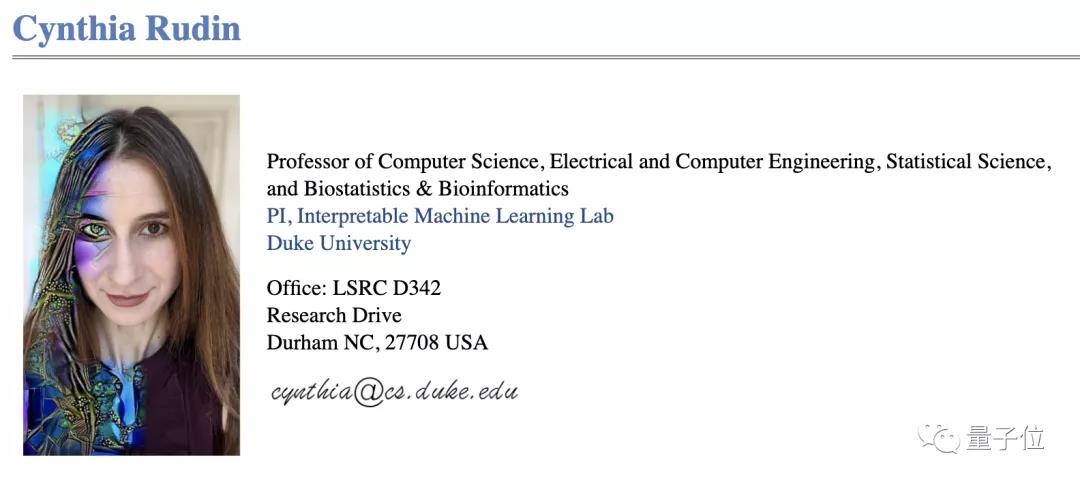 Cynthia Rudin
Professor of Computer Science, Electrical and Computer Engineering, Statistical Science,
and Biostatistics & Bioinformatics
PI, Interpretable Machine Learning Lab
Duke University
Office: LSRC D342
Research Drive
Durham NC, 27708 USA
cynthia@cs.duke.edu
量子位